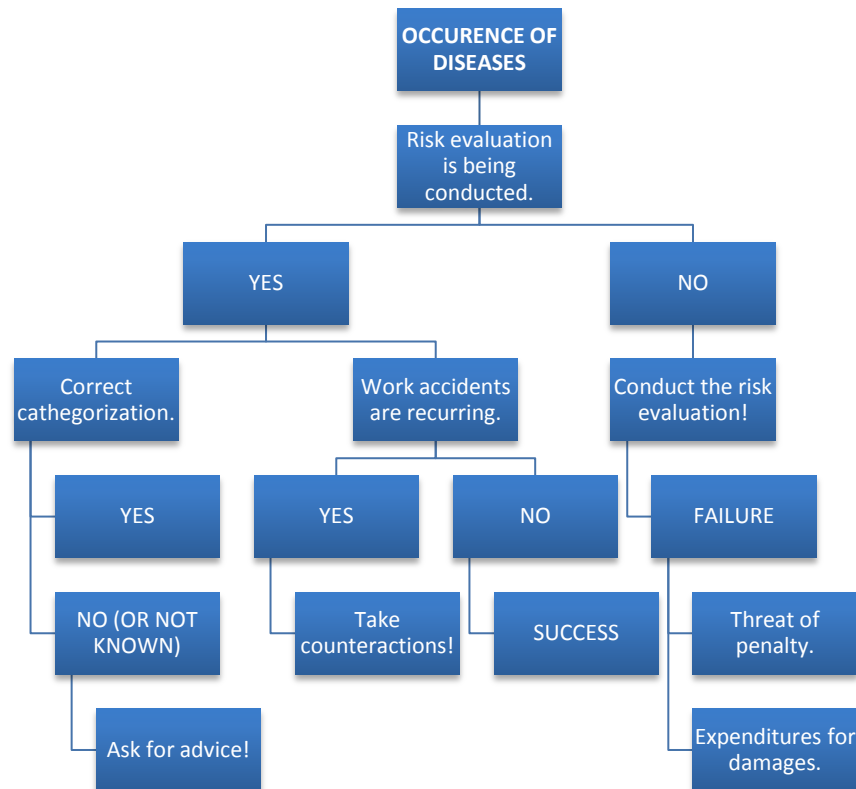 OCCURENCE OF
DISEASES
Risk evaluation
is being
conducted.
YES
NO
Correct
cathegorization.
Work accidents
are recurring.
Conduct the risk
evaluation!
YES
YES
NO
FAILURE
NO (OR NOT
KNOWN)
Take
counteractions!
SUCCESS
Threat of
penalty.
Ask for advice!
Expenditures for
damages.